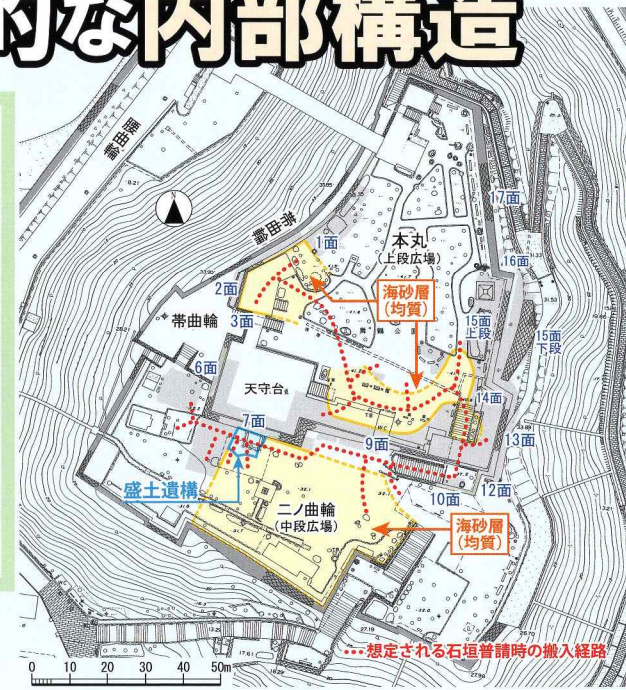 的な内部構造
腰曲輪
帯曲輪
1面
本丸
(上段広場)
17面
16面
2面
3面
海砂層
(均質)
15面
上段
15面
下段
帯曲輪
舞鶴公園
6面
天守台
14面
7面
9面
13面
12面
10面
盛土遺構
二ノ曲輪
(中段広場)
海砂層
(均質)
•••想定される石垣普請時の搬入経路
0 10 20 30 40 50m